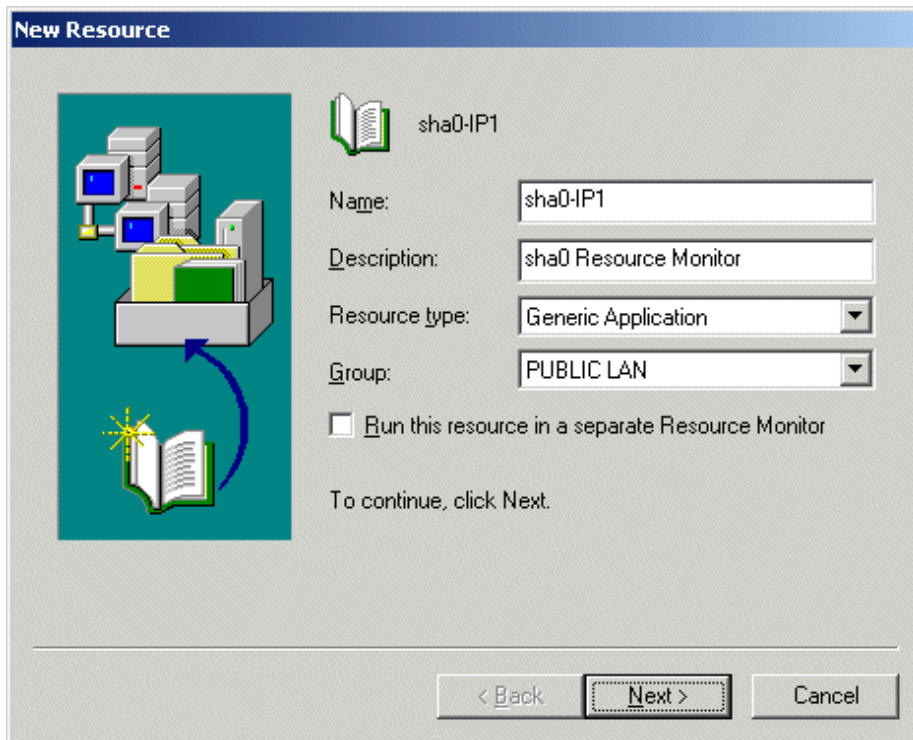 New Resource
sha0-IP1
Name: sha0-IP1
Description: sha0 Resource Monitor
Resource type: Generic Application
Group: PUBLIC LAN
Run this resource in a separate Resource Monitor
To continue, click Next.
< Back Next > Cancel